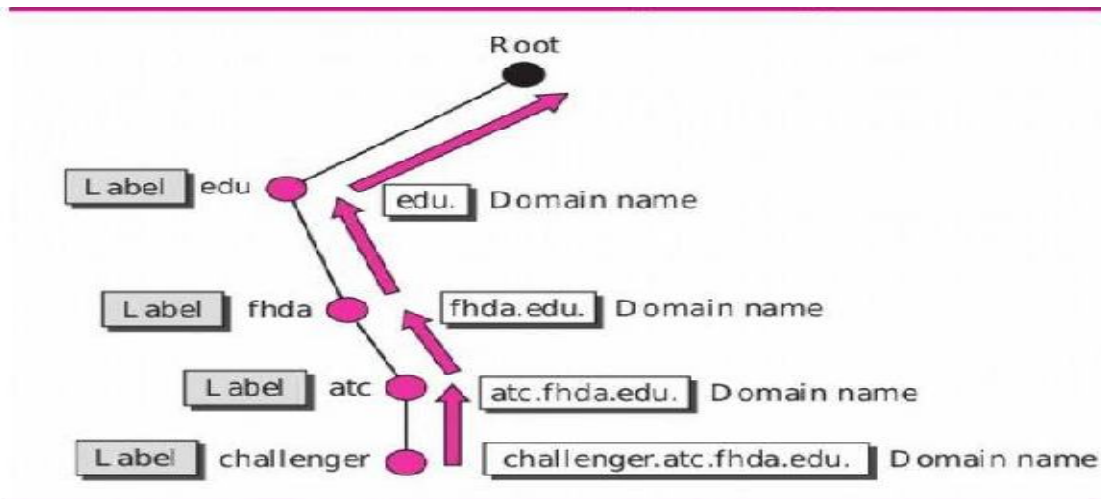 Root
Label edu
edu. Domain name
Label fhda
fhda.edu. Domain name
Label atc
atc.fhda.edu. Domain name
Label challenger
challenger.atc.fhda.edu. Domain name